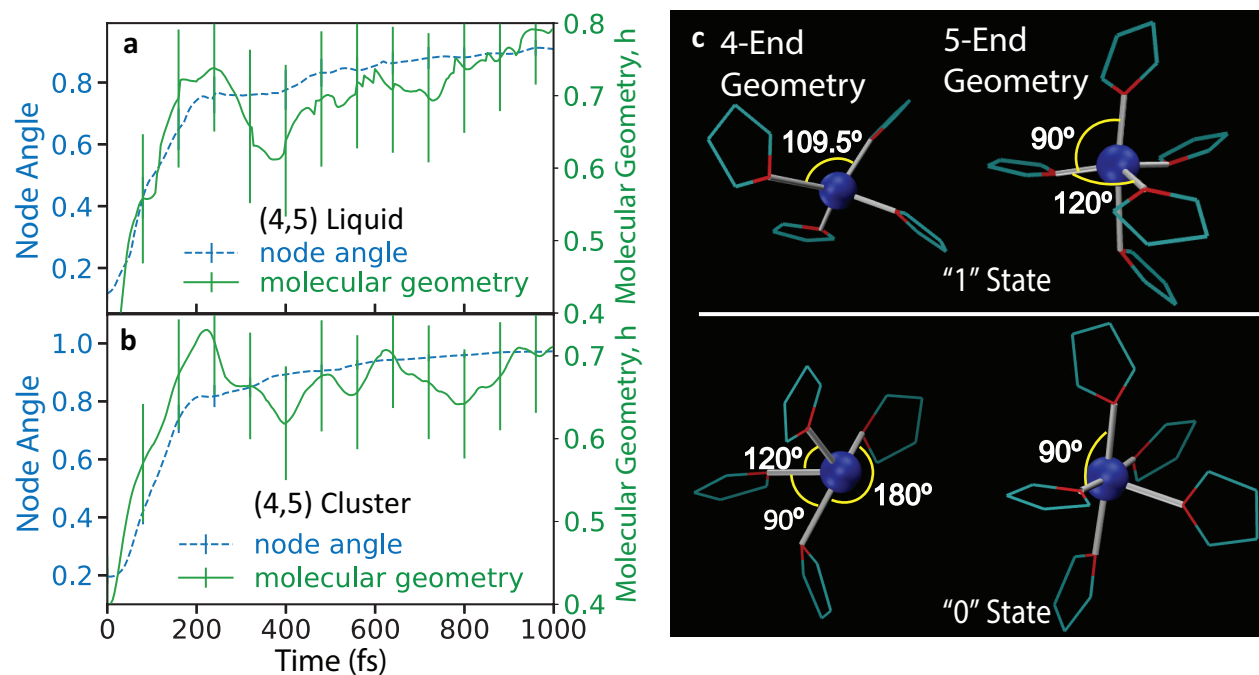 a
0.8
0.6
0.4
0.2
Node Angle
0.8
0.7
0.6
0.5
0.4
Molecular Geometry, h
(4,5) Liquid
node angle
molecular geometry
b
1.0
0.8
0.6
0.4
0.2
Node Angle
0.7
0.6
0.5
0.4
Molecular Geometry, h
(4,5) Cluster
node angle
molecular geometry
0 200 400 600 800 1000
Time (fs)
c
4-End
Geometry
5-End
Geometry
109.5º
90º
120º
“1” State
120º
90º
180º
90º
“0” State